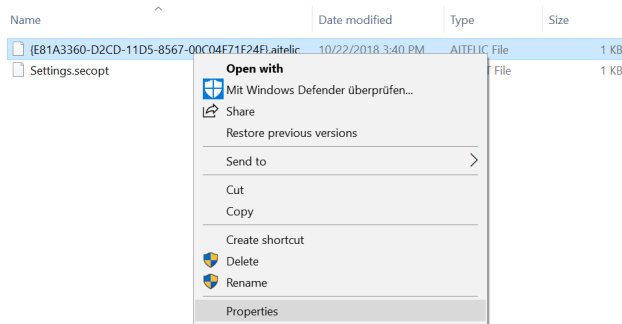 Name Date modified Type Size
{E81A3360-D2CD-11D5-8567-00C04F71F24F}.aitelic 10/22/2018 3:40 PM AITELIC File 1 KB
Settings.secopt File 1 KB
Open with
Mit Windows Defender überprüfen...
Share
Restore previous versions
Send to
Cut
Copy
Create shortcut
Delete
Rename
Properties